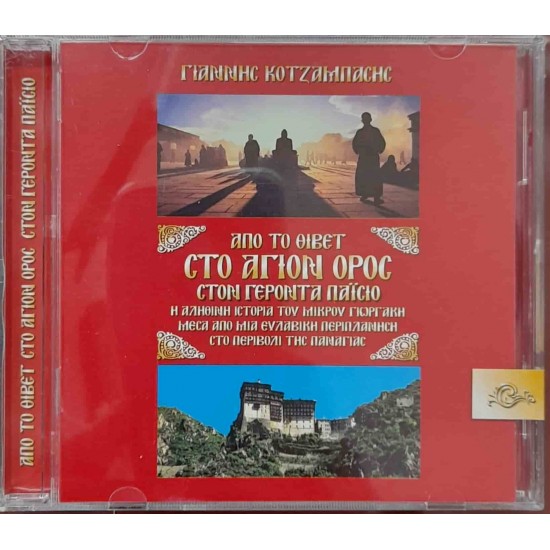 ΓΙΑΝΝΗΣ ΚΟΤΖΑΜΠΑΣΗΣ
ΑΠΟ ΤΟ ΘΙΒΕΤ
ΣΤΟ ΑΓΙΟΝ ΟΡΟΣ
ΣΤΟΝ ΓΕΡΟΝΤΑ ΠΑΪΣΙΟ
Η ΑΛΗΘΙΝΗ ΙΣΤΟΡΙΑ ΤΟΥ ΜΙΚΡΟΥ ΓΙΩΡΓΑΚΗ
ΜΕΣΑ ΑΠΟ ΜΙΑ ΕΥΛΑΒΙΚΗ ΠΕΡΙΠΛΑΝΗΣΗ
ΣΤΟ ΠΕΡΙΒΟΛΙ ΤΗΣ ΠΑΝΑΓΙΑΣ
ΑΠΟ ΤΟ ΘΙΒΕΤ ΣΤΟ ΑΓΙΟΝ ΟΡΟΣ ΣΤΟΝ ΓΕΡΟΝΤΑ ΠΑΪΣΙΟ